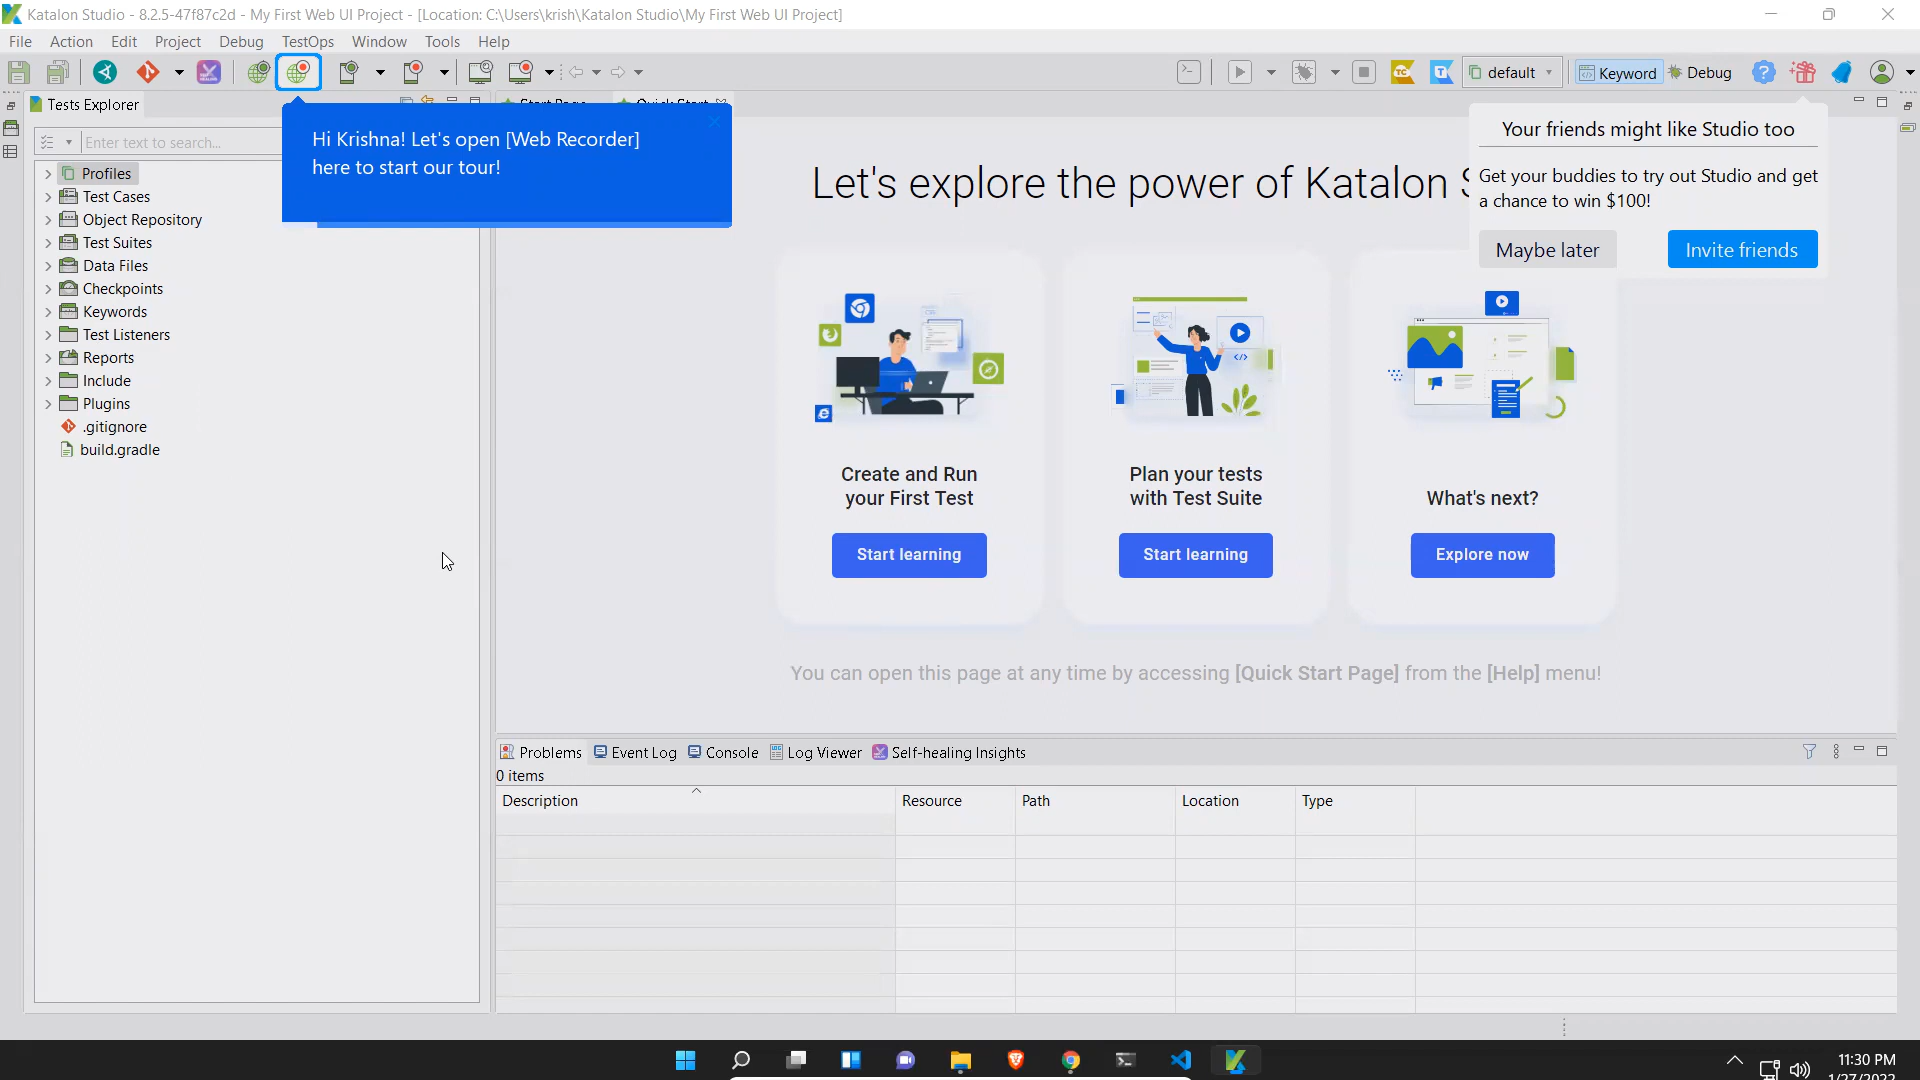 Katalon Studio - 8.2.5-47f87c2d - My First Web UI Project - [Location: C:\Users\krish\Katalon Studio\My First Web UI Project]
File Action Edit Project Debug TestOps Window Tools Help
default Keyword Debug
Tests Explorer
Start Page Quick Start
Enter text to search...
Hi Krishna! Let's open [Web Recorder]
here to start our tour!
Your friends might like Studio too
Get your buddies to try out Studio and get
a chance to win $100!
Maybe later Invite friends
Profiles
Test Cases
Object Repository
Test Suites
Data Files
Checkpoints
Keywords
Test Listeners
Reports
Include
Plugins
.gitignore
build.gradle
Let's explore the power of Katalon
Create and Run
your First Test
Start learning
Plan your tests
with Test Suite
Start learning
What's next?
Explore now
You can open this page at any time by accessing [Quick Start Page] from the [Help] menu!
Problems Event Log Console Log Viewer Self-healing Insights
0 items
Description Resource Path Location Type
11:30 PM
1/27/2022